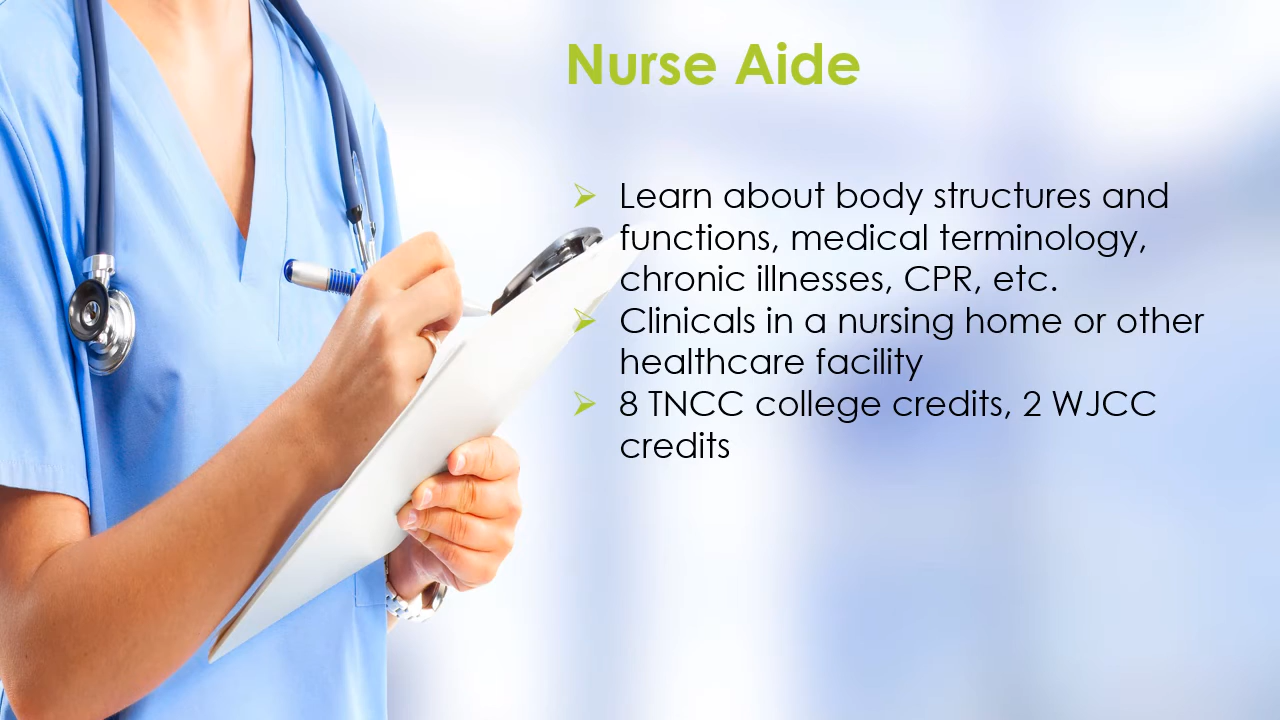 Nurse Aide
Learn about body structures and
functions, medical terminology,
chronic illnesses, CPR, etc.
Clinicals in a nursing home or other
healthcare facility
8 TNCC college credits, 2 WJCC
credits